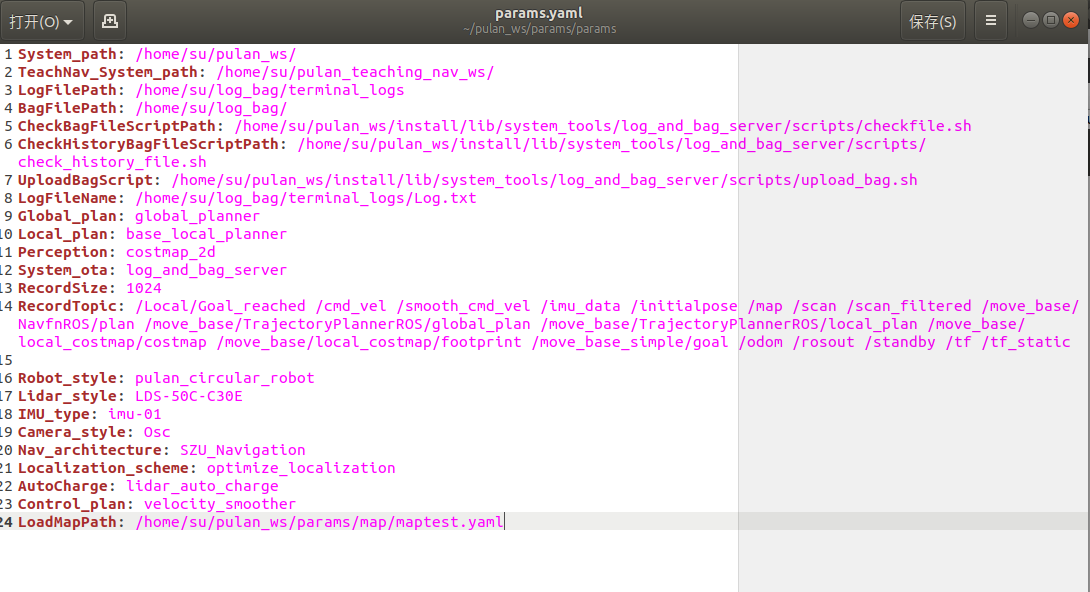 打开(O)
params.yaml
~/pulan_ws/params/params
保存(S)
1 System_path: /home/su/pulan_ws/
2 TeachNav_System_path: /home/su/pulan_teaching_nav_ws/
3 LogFilePath: /home/su/log_bag/terminal_logs
4 BagFilePath: /home/su/log_bag/
5 CheckBagFileScriptPath: /home/su/pulan_ws/install/lib/system_tools/log_and_bag_server/scripts/checkfile.sh
6 CheckHistoryBagFileScriptPath: /home/su/pulan_ws/install/lib/system_tools/log_and_bag_server/scripts/
check_history_file.sh
7 UploadBagScript: /home/su/pulan_ws/install/lib/system_tools/log_and_bag_server/scripts/upload_bag.sh
8 LogFileName: /home/su/log_bag/terminal_logs/Log.txt
9 Global_plan: global_planner
10 Local_plan: base_local_planner
11 Perception: costmap_2d
12 System_ota: log_and_bag_server
13 RecordSize: 1024
14 RecordTopic: /Local/Goal_reached /cmd_vel /smooth_cmd_vel /imu_data /initialpose /map /scan /scan_filtered /move_base/
NavfnROS/plan /move_base/TrajectoryPlannerROS/global_plan /move_base/TrajectoryPlannerROS/local_plan /move_base/
local_costmap/costmap /move_base/local_costmap/footprint /move_base_simple/goal /odom /rosout /standby /tf /tf_static
15
16 Robot_style: pulan_circular_robot
17 Lidar_style: LDS-50C-C30E
18 IMU_type: imu-01
19 Camera_style: Osc
20 Nav_architecture: SZU_Navigation
21 Localization_scheme: optimize_localization
22 AutoCharge: lidar_auto_charge
23 Control_plan: velocity_smoother
24 LoadMapPath: /home/su/pulan_ws/params/map/maptest.yaml